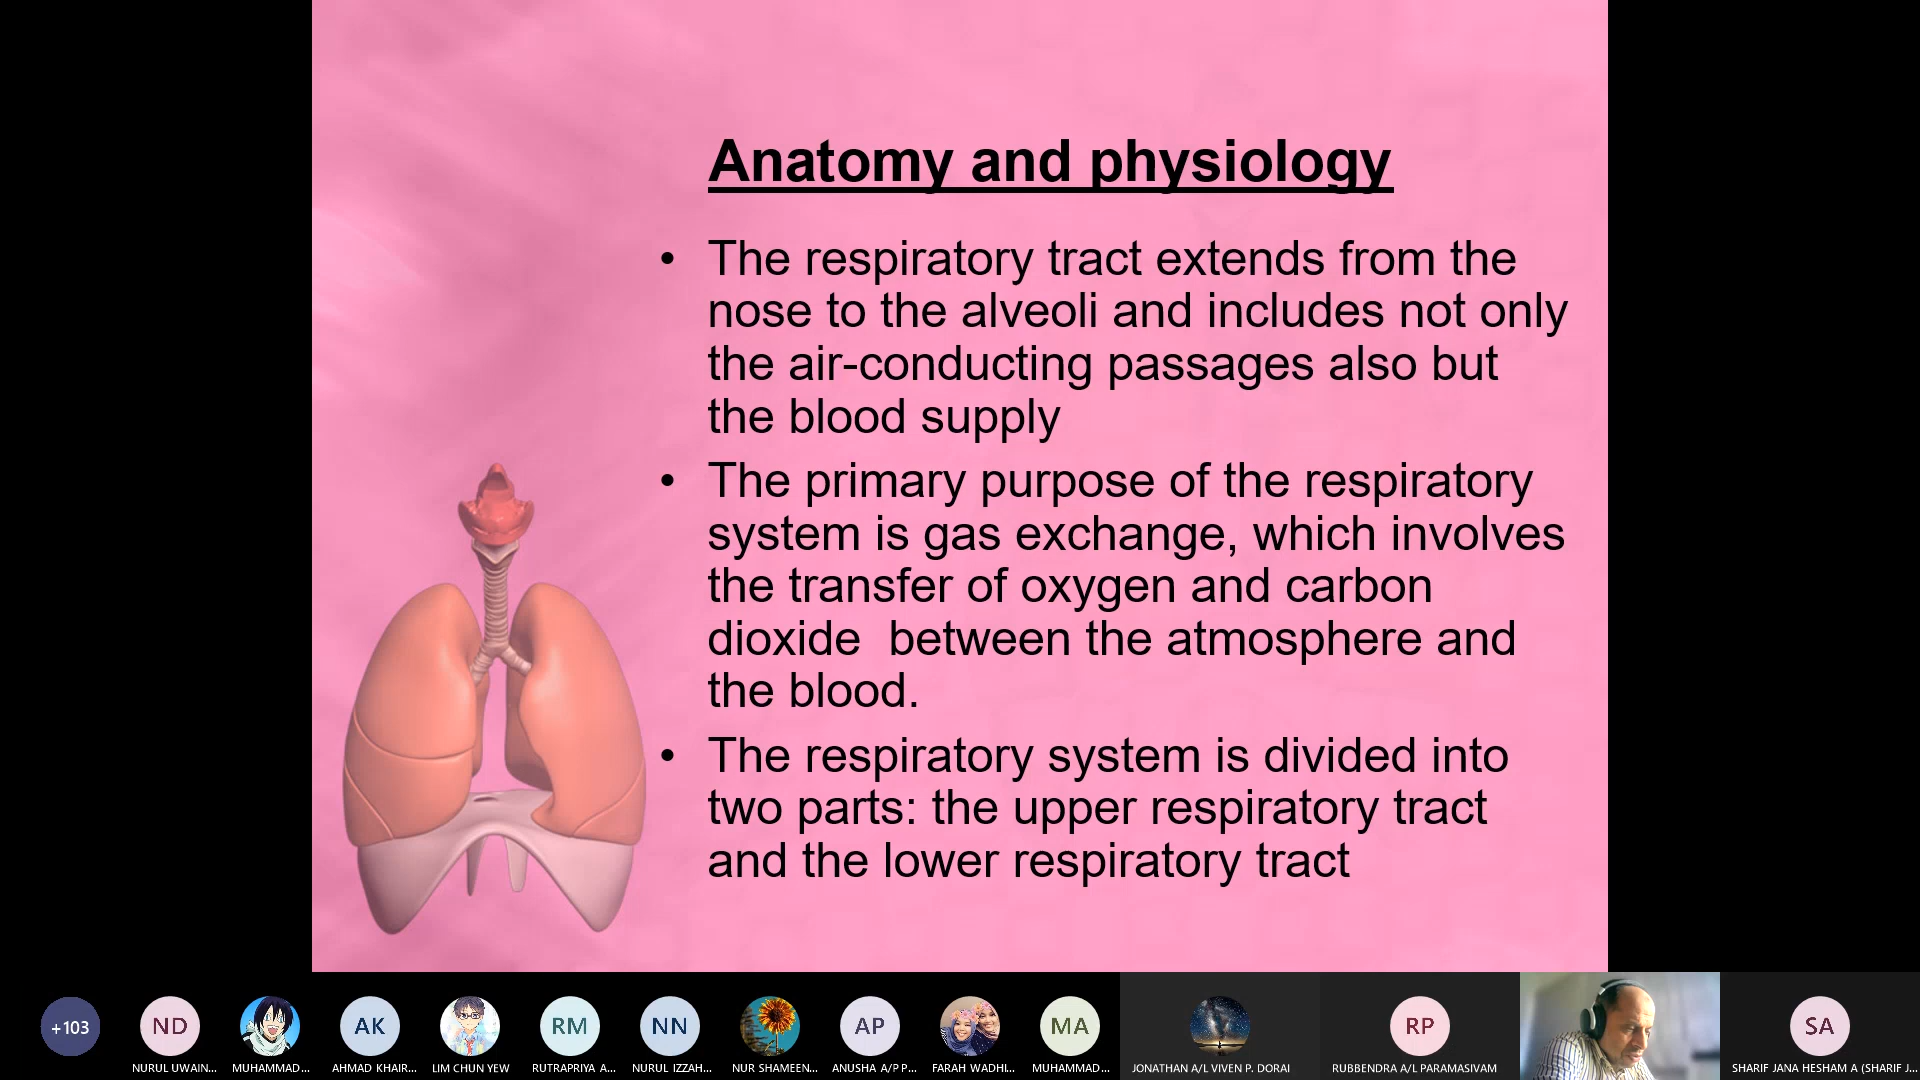 Anatomy and physiology
• The respiratory tract extends from the
nose to the alveoli and includes not only
the air-conducting passages also but
the blood supply
• The primary purpose of the respiratory
system is gas exchange, which involves
the transfer of oxygen and carbon
dioxide  between the atmosphere and
the blood.
• The respiratory system is divided into
two parts: the upper respiratory tract
and the lower respiratory tract
+103
ND
AK
RM
NN
AP
MA
RP
SA
NURUL UWAIN...
MUHAMMAD...
AHMAD KHAIR...
LIM CHUN YEW
RUTRAPRIYA A...
NURUL IZZAH...
NUR SHAMEEN...
ANUSHA A/P P...
FARAH WADHI...
MUHAMMAD...
JONATHAN A/L VIVEN P. DORAI
RUBBENDRA A/L PARAMASIVAM
SHARIF JANA HESHAM A (SHARIF J...